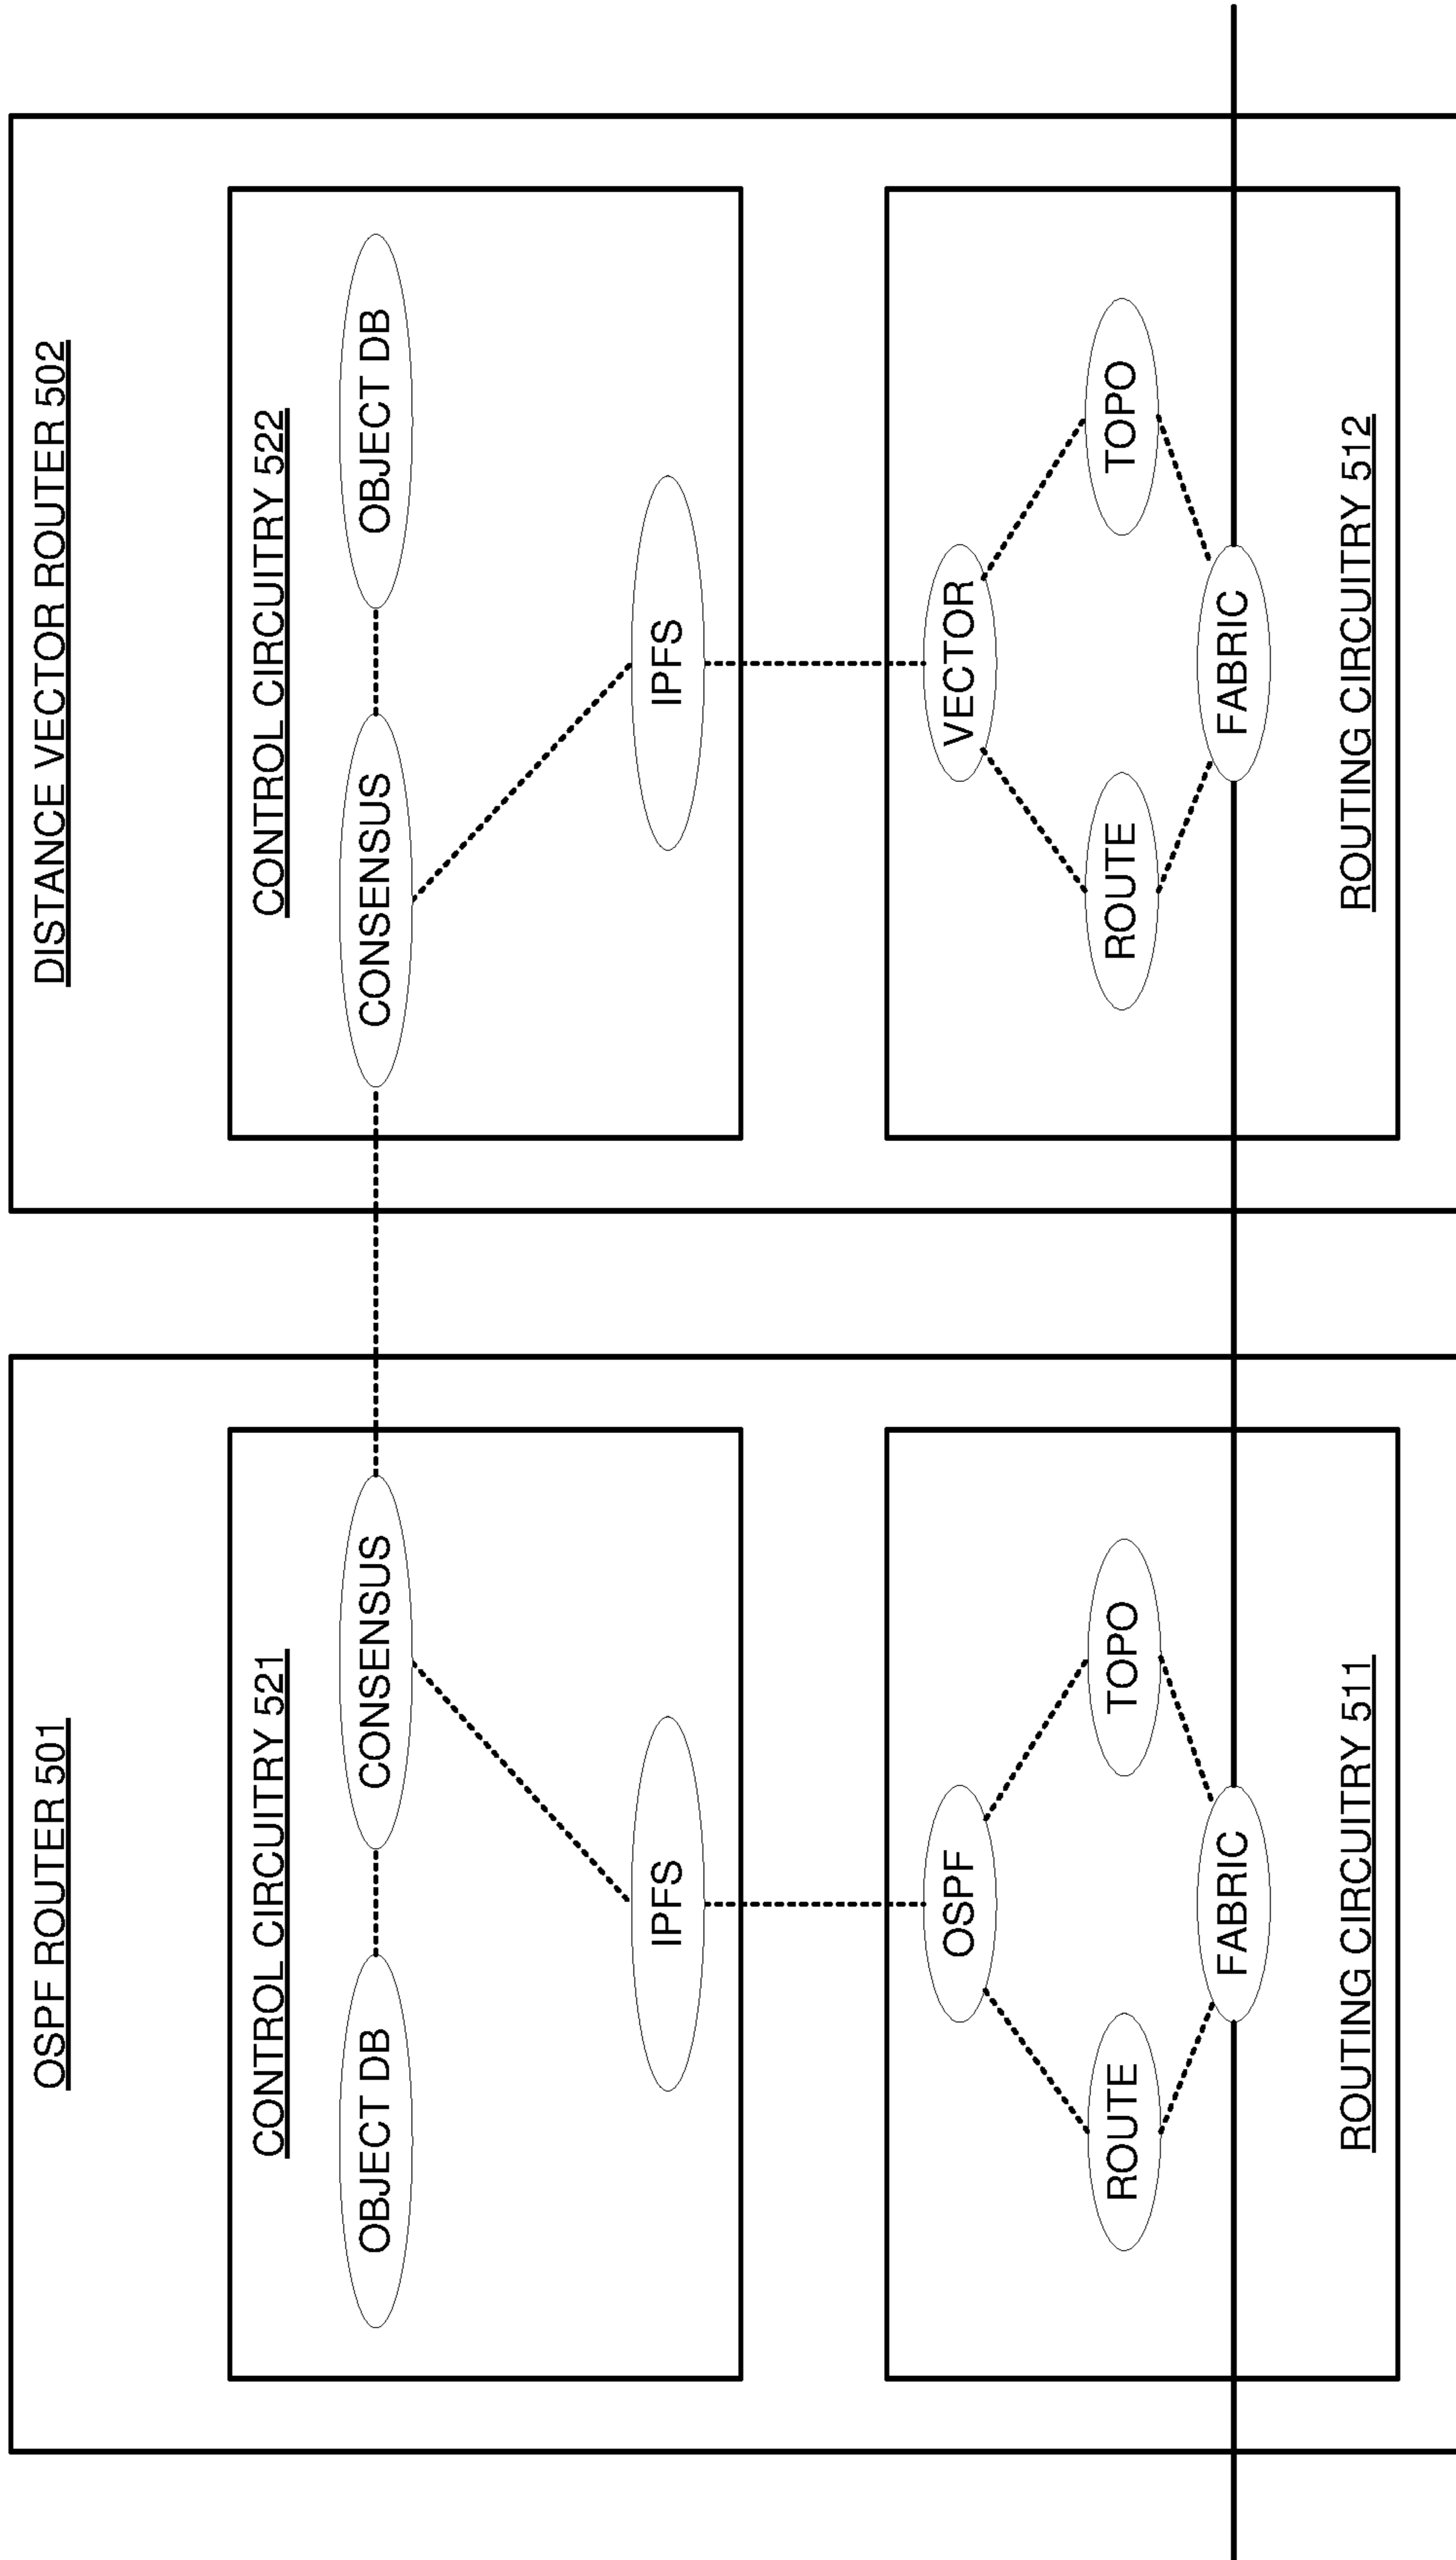 OSPF ROUTER 501
CONTROL CIRCUITRY 521
OBJECT DB
CONSENSUS
IPFS
OSPF
ROUTE
TOPO
FABRIC
ROUTING CIRCUITRY 511
DISTANCE VECTOR ROUTER 502
CONTROL CIRCUITRY 522
CONSENSUS
OBJECT DB
IPFS
VECTOR
ROUTE
TOPO
FABRIC
ROUTING CIRCUITRY 512